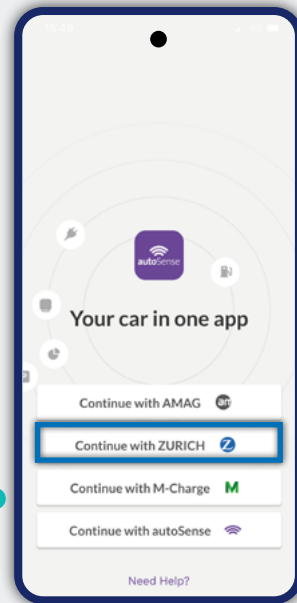 autoSense
Your car in one app
Continue with AMAG
Continue with ZURICH
Z
Continue with M-Charge M
Continue with autoSense
Need Help?